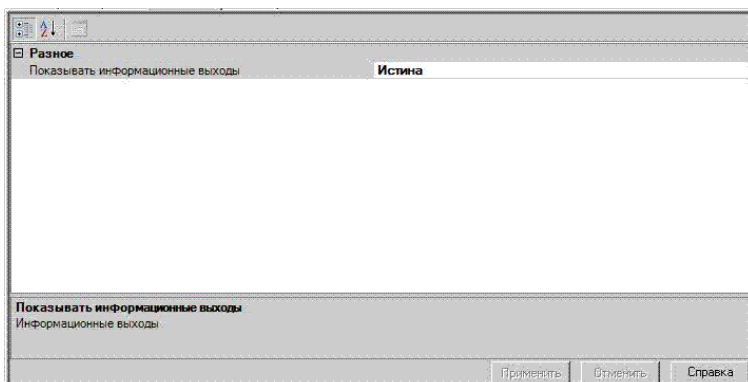 Разное
Показывать информационные выходы Истина
Показывать информационные выходы
Информационные выходы
Применить Отменить Справка